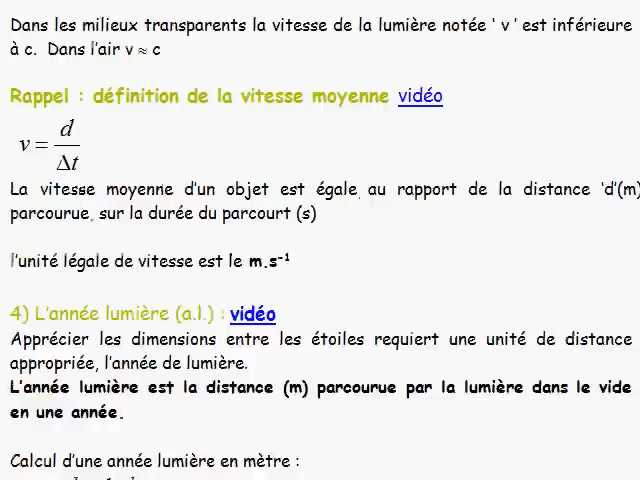 Dans les milieux transparents la vitesse de la lumière notée ‘ v ’ est inférieure
à c. Dans l’air v ≈ c
Rappel : définition de la vitesse moyenne vidéo
v = d / Δt
La vitesse moyenne d’un objet est égale, au rapport de la distance ‘d’(m)
parcourue, sur la durée du parcourt (s)
l’unité légale de vitesse est le m.s⁻¹
4) L’année lumière (a.l.) : vidéo
Apprécier les dimensions entre les étoiles requiert une unité de distance
appropriée, l’année de lumière.
L’année lumière est la distance (m) parcourue par la lumière dans le vide
en une année.
Calcul d’une année lumière en mètre :